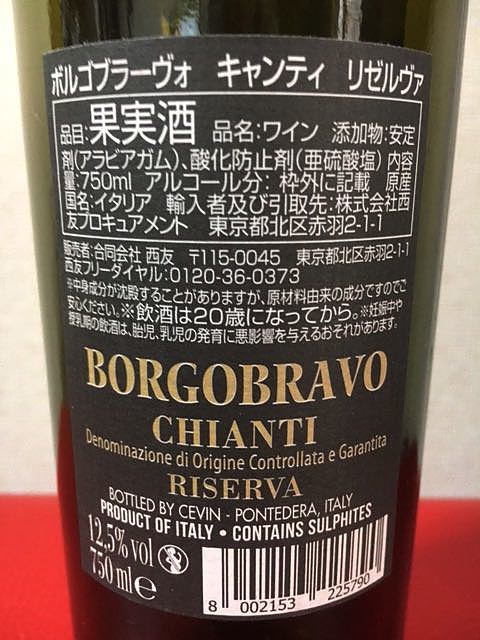 ボルゴブラーヴォ キャンティ リゼルヴァ
品目:果実酒 品名:ワイン 添加物:安定
剤(アラビアガム)、酸化防止剤(亜硫酸塩) 内容
量:750ml アルコール分: 枠外に記載 原産
国名:イタリア 輸入者及び引取先:株式会社西
友プロキュアメント 東京都北区赤羽2-1-1
販売者:合同会社 西友 〒115-0045 東京都北区赤羽2-1-1
西友フリーダイヤル:0120-36-0373
※中身成分が沈殿することがありますが、原材料由来の成分ですのでご
安心ください。※飲酒は20歳になってから。※妊娠中や
授乳期の飲酒は、胎児、乳児の発育に悪影響を与えるおそれがあります。
BORGOBRAVO
CHIANTI
Denominazione di Origine Controllata e Garantita
RISERVA
BOTTLED BY CEVIN - PONTEDERA, ITALY
PRODUCT OF ITALY • CONTAINS SULPHITES
12.5% vol
750 ml e
8 002153 225790